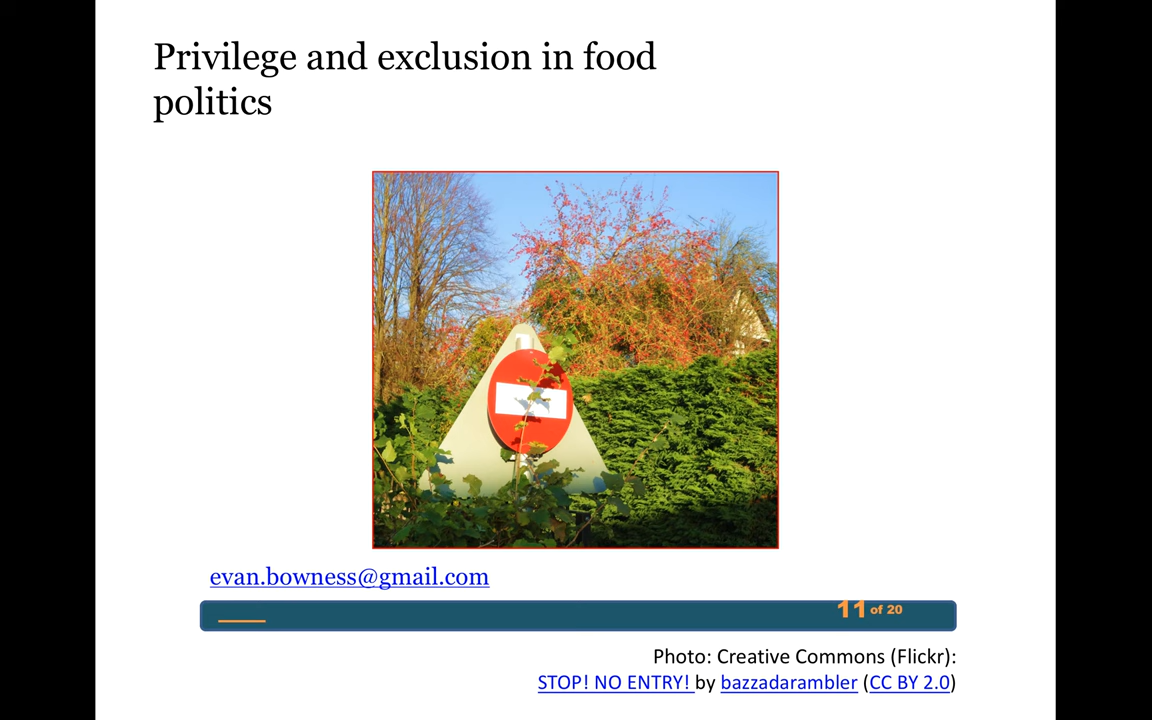 Privilege and exclusion in food
politics
evan.bowness@gmail.com
11 of 20
Photo: Creative Commons (Flickr):
STOP! NO ENTRY! by bazzadarambler (CC BY 2.0)